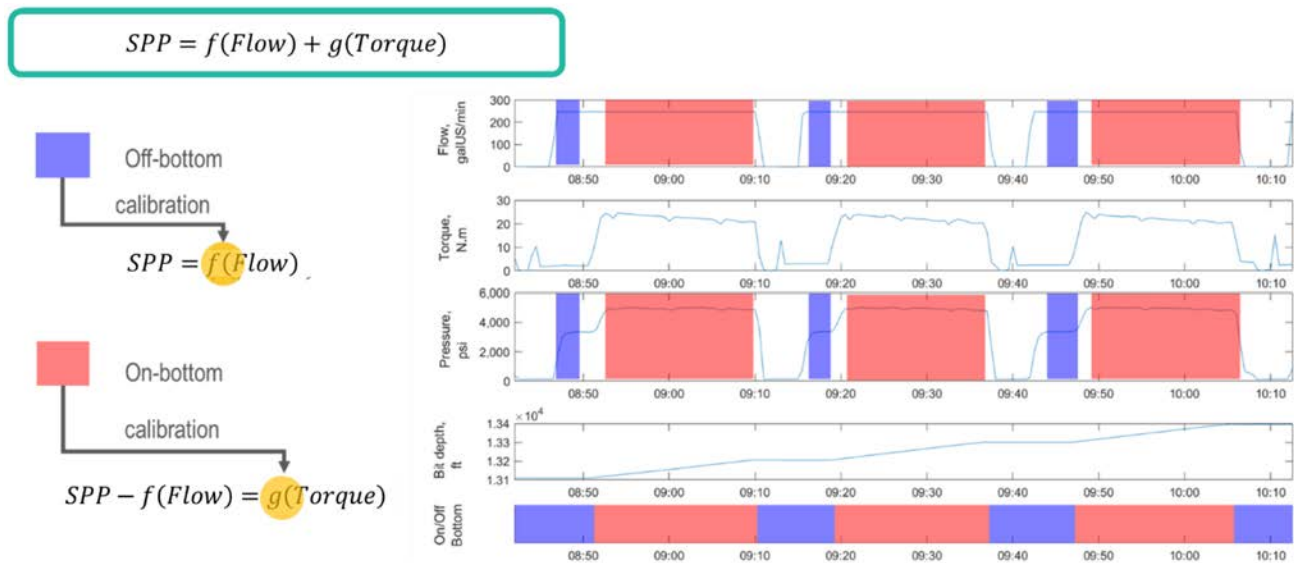 SPP = f(Flow) + g(Torque)
Off-bottom
calibration
SPP = f(Flow)
On-bottom
calibration
SPP − f(Flow) = g(Torque)
Flow,
galUS/min
300
200
100
0
08:50 09:00 09:10 09:20 09:30 09:40 09:50 10:00 10:10
Torque,
N.m
30
20
10
0
08:50 09:00 09:10 09:20 09:30 09:40 09:50 10:00 10:10
Pressure,
psi
6,000
4,000
2,000
0
08:50 09:00 09:10 09:20 09:30 09:40 09:50 10:00 10:10
Bit depth,
ft
× 10⁴
1.34
1.33
1.32
1.31
08:50 09:00 09:10 09:20 09:30 09:40 09:50 10:00 10:10
On/Off
Bottom
08:50 09:00 09:10 09:20 09:30 09:40 09:50 10:00 10:10